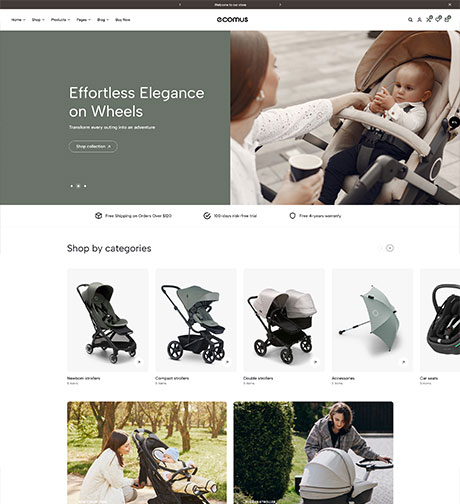 Welcome to our store
Home Shop Products Pages Blog Buy Now
ecomus
Effortless Elegance
on Wheels
Transform every outing into an adventure
Shop collection
Free Shipping on Orders Over $120
100-days risk-free trial
Free 4-years warranty
Shop by categories
Newborn strollers
5 items
Compact strollers
5 items
Double strollers
5 items
Accessories
5 items
Car seats
5 items